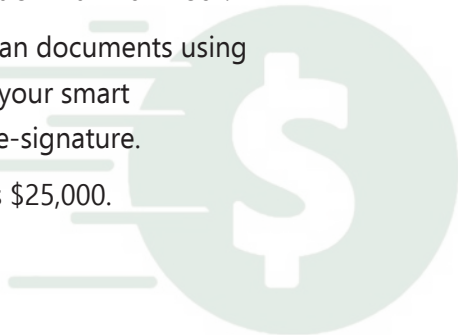 an documents using
your smart
e-signature.
$25,000.
$